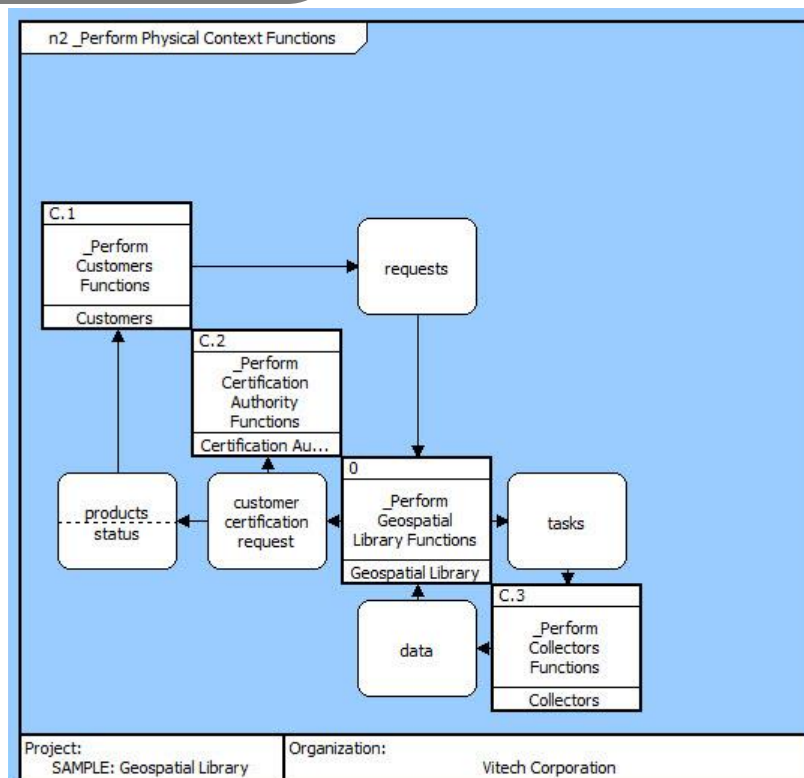 n2 _Perform Physical Context Functions
C.1
_Perform
Customers
Functions
Customers
requests
C.2
_Perform
Certification
Authority
Functions
Certification Au...
products
status
customer
certification
request
0
_Perform
Geospatial
Library Functions
Geospatial Library
tasks
data
C.3
_Perform
Collectors
Functions
Collectors
Project:
SAMPLE: Geospatial Library
Organization:
Vitech Corporation